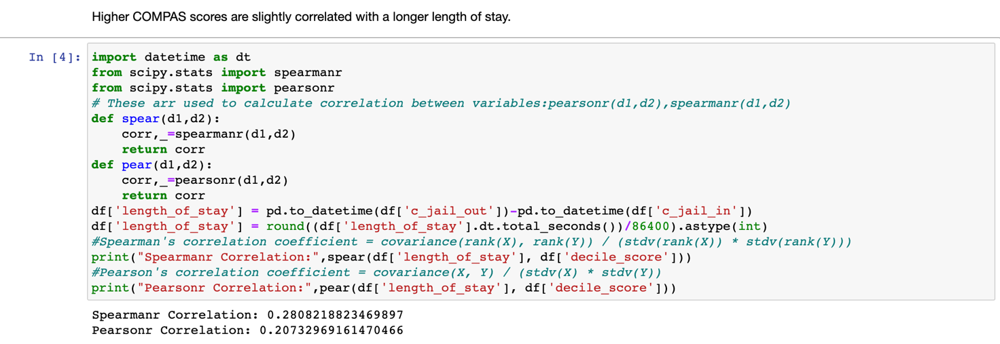 Higher COMPAS scores are slightly correlated with a longer length of stay.
In [4]: import datetime as dt
from scipy.stats import spearmanr
from scipy.stats import pearsonr
# These arr used to calculate correlation between variables:pearsonr(d1,d2),spearmanr(d1,d2)
def spear(d1,d2):
    corr,_=spearmanr(d1,d2)
    return corr
def pear(d1,d2):
    corr,_=pearsonr(d1,d2)
    return corr
df['length_of_stay'] = pd.to_datetime(df['c_jail_out'])-pd.to_datetime(df['c_jail_in'])
df['length_of_stay'] = round((df['length_of_stay'].dt.total_seconds())/86400).astype(int)
#Spearman's correlation coefficient = covariance(rank(X), rank(Y)) / (stdv(rank(X)) * stdv(rank(Y)))
print("Spearmanr Correlation:",spear(df['length_of_stay'], df['decile_score']))
#Pearson's correlation coefficient = covariance(X, Y) / (stdv(X) * stdv(Y))
print("Pearsonr Correlation:",pear(df['length_of_stay'], df['decile_score']))
Spearmanr Correlation: 0.2808218823469897
Pearsonr Correlation: 0.20732969161470466